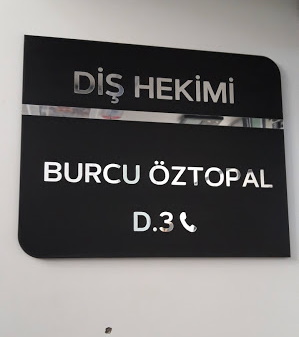 DİŞ HEKİMİ
BURCU ÖZTOPAL
D.3